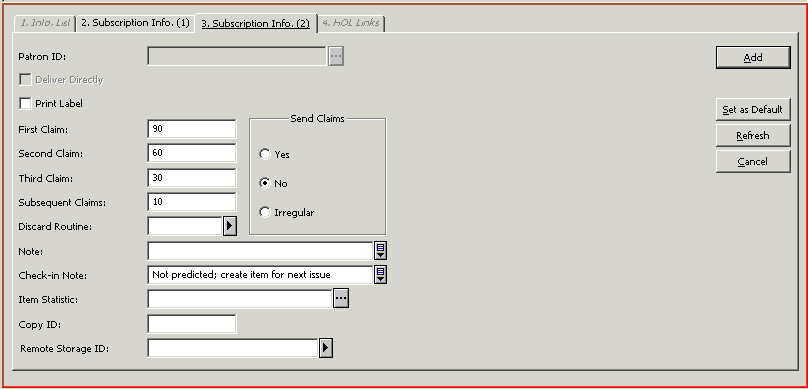 1. Info. List 2. Subscription Info. (1) 3. Subscription Info. (2) 4. HOL Links
Patron ID: ...
Add
Deliver Directly
Print Label
Set as Default
First Claim: 90
Send Claims
Refresh
Second Claim: 60
Yes
Cancel
Third Claim: 30
No
Subsequent Claims: 10
Irregular
Discard Routine:
Note:
Check-in Note: Not predicted; create item for next issue
Item Statistic: ...
Copy ID:
Remote Storage ID: